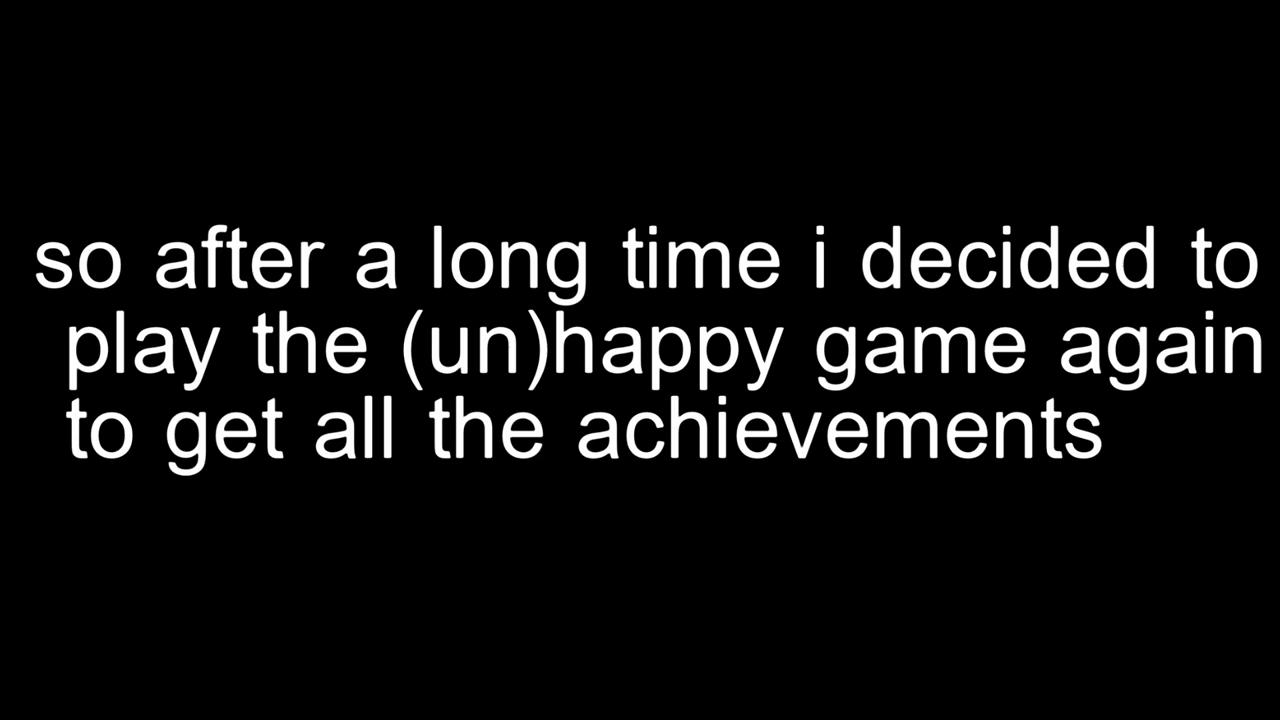 so after a long time i decided to
play the (un)happy game again
to get all the achievements